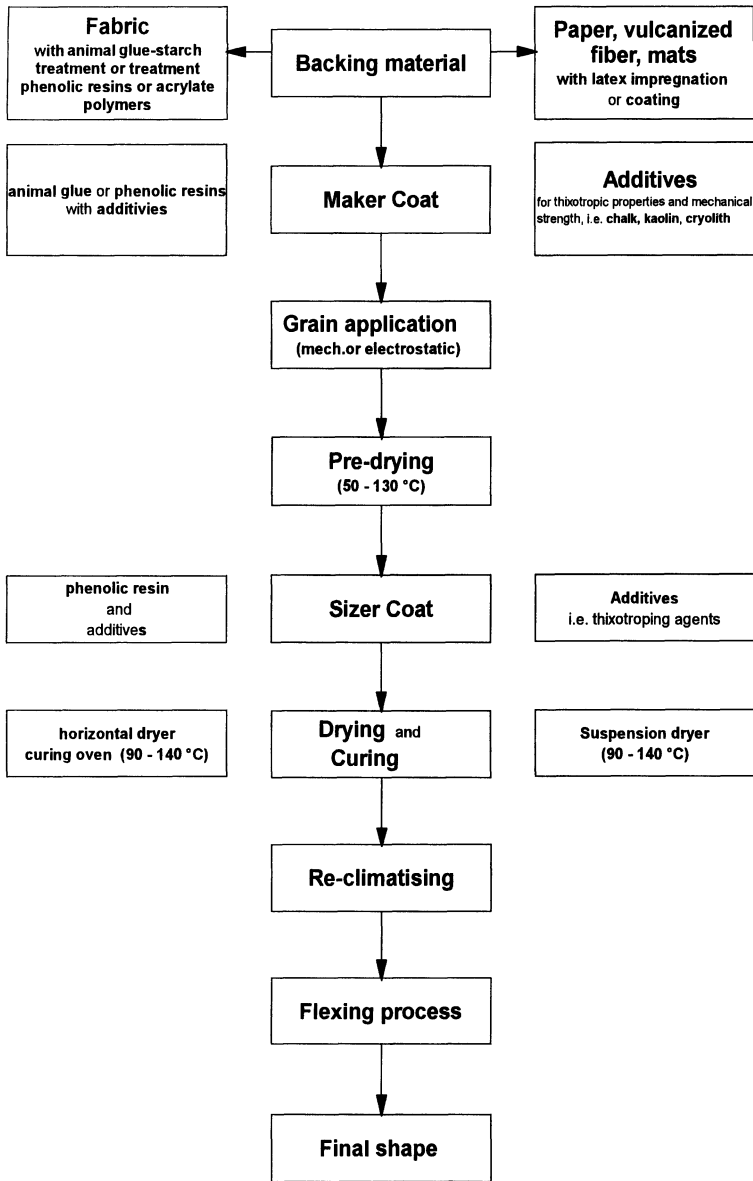 Fabric
with animal glue-starch
treatment or treatment
phenolic resins or acrylate
polymers
Backing material
Paper, vulcanized
fiber, mats
with latex impregnation
or coating
animal glue or phenolic resins
with additivies
Maker Coat
Additives
for thixotropic properties and mechanical
strength, i.e. chalk, kaolin, cryolith
Grain application
(mech.or electrostatic)
Pre-drying
(50 - 130 °C)
phenolic resin
and
additives
Sizer Coat
Additives
i.e. thixotroping agents
horizontal dryer
curing oven (90 - 140 °C)
Drying and
Curing
Suspension dryer
(90 - 140 °C)
Re-climatising
Flexing process
Final shape